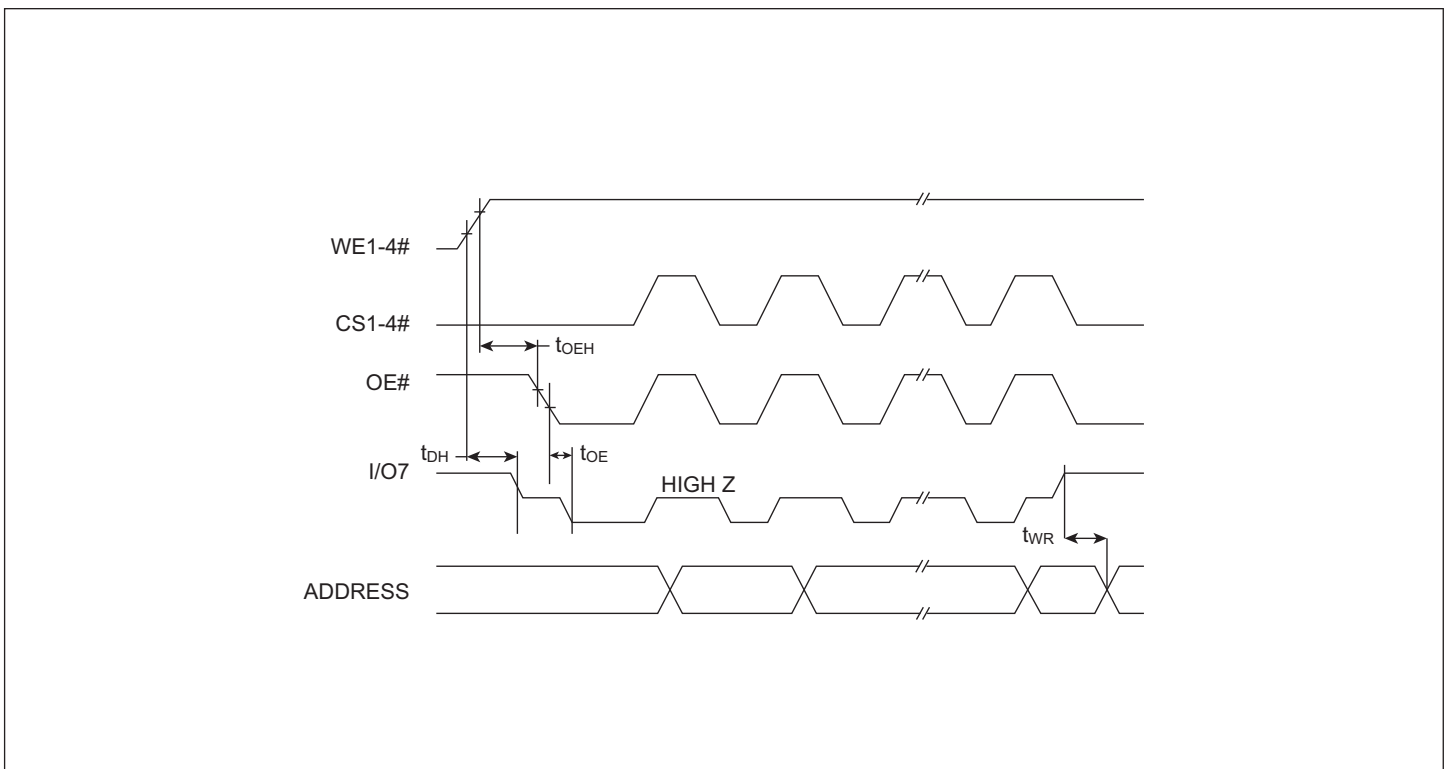 WE1-4#
CS1-4#
tOEH
OE#
tDH
tOE
I/O7
HIGH Z
tWR
ADDRESS